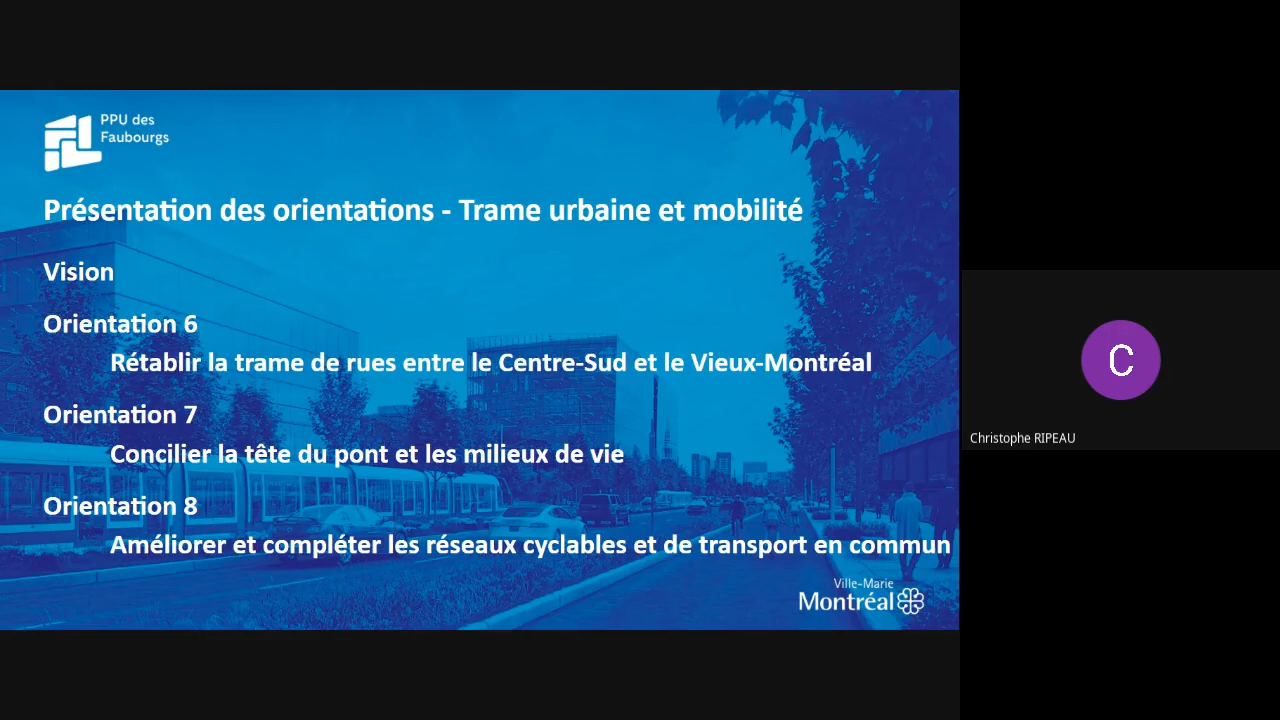 PPU des
Faubourgs
Présentation des orientations - Trame urbaine et mobilité
Vision
Orientation 6
Rétablir la trame de rues entre le Centre-Sud et le Vieux-Montréal
Orientation 7
Concilier la tête du pont et les milieux de vie
Orientation 8
Améliorer et compléter les réseaux cyclables et de transport en commun
Ville-Marie
Montréal
C
Christophe RIPEAU